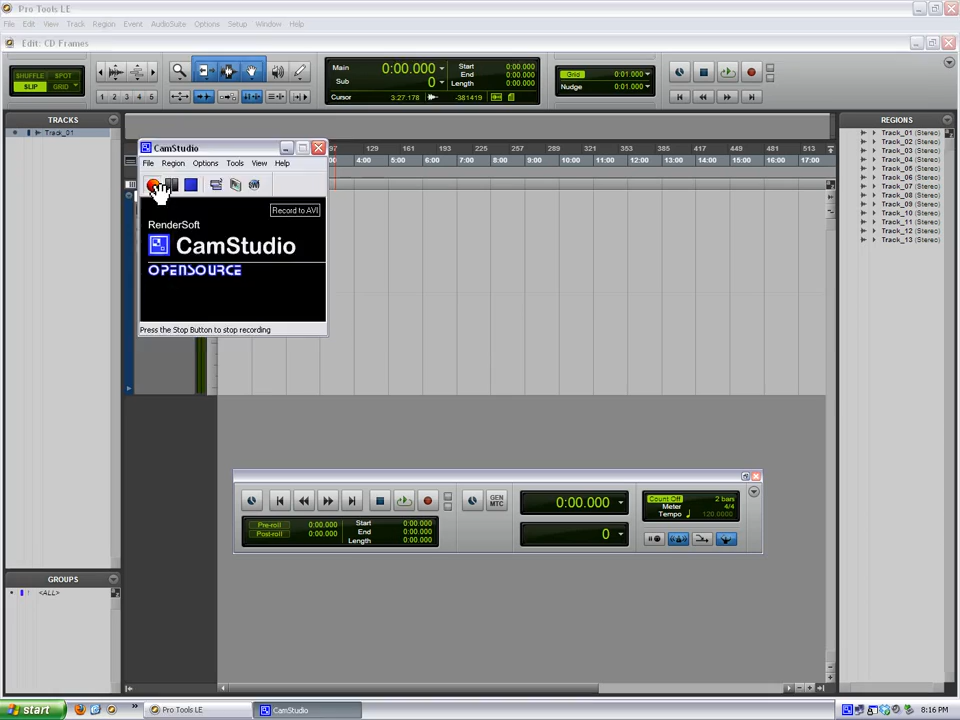 Pro Tools LE
File Edit View Track Region Event AudioSuite Options Setup Window Help
Edit: CD Frames
SHUFFLE SPOT
SLIP GRID
1 2 3 4 5
Main 0:00.000
Sub 0
Start 0:00.000
End 0:00.000
Length 0:00.000
Cursor 3:27.178 -381419
Grid 0:01.000
Nudge 0:01.000
TRACKS
Track_01
REGIONS
Track_01 (Stereo)
Track_02 (Stereo)
Track_03 (Stereo)
Track_04 (Stereo)
Track_05 (Stereo)
Track_06 (Stereo)
Track_07 (Stereo)
Track_08 (Stereo)
Track_09 (Stereo)
Track_10 (Stereo)
Track_11 (Stereo)
Track_12 (Stereo)
Track_13 (Stereo)
97 129 161 193 225 257 289 321 353 385 417 449 481 513
4:00 5:00 6:00 7:00 8:00 9:00 10:00 11:00 12:00 13:00 14:00 15:00 16:00 17:00
CamStudio
File Region Options Tools View Help
Record to AVI
RenderSoft
CamStudio
OPENSOURCE
Press the Stop Button to stop recording
GEN
MTC
0:00.000
0
Pre-roll 0:00.000
Post-roll 0:00.000
Start 0:00.000
End 0:00.000
Length 0:00.000
Count Off 2 bars
Meter 4/4
Tempo 120.0000
GROUPS
<ALL>
start
Pro Tools LE
CamStudio
8:16 PM